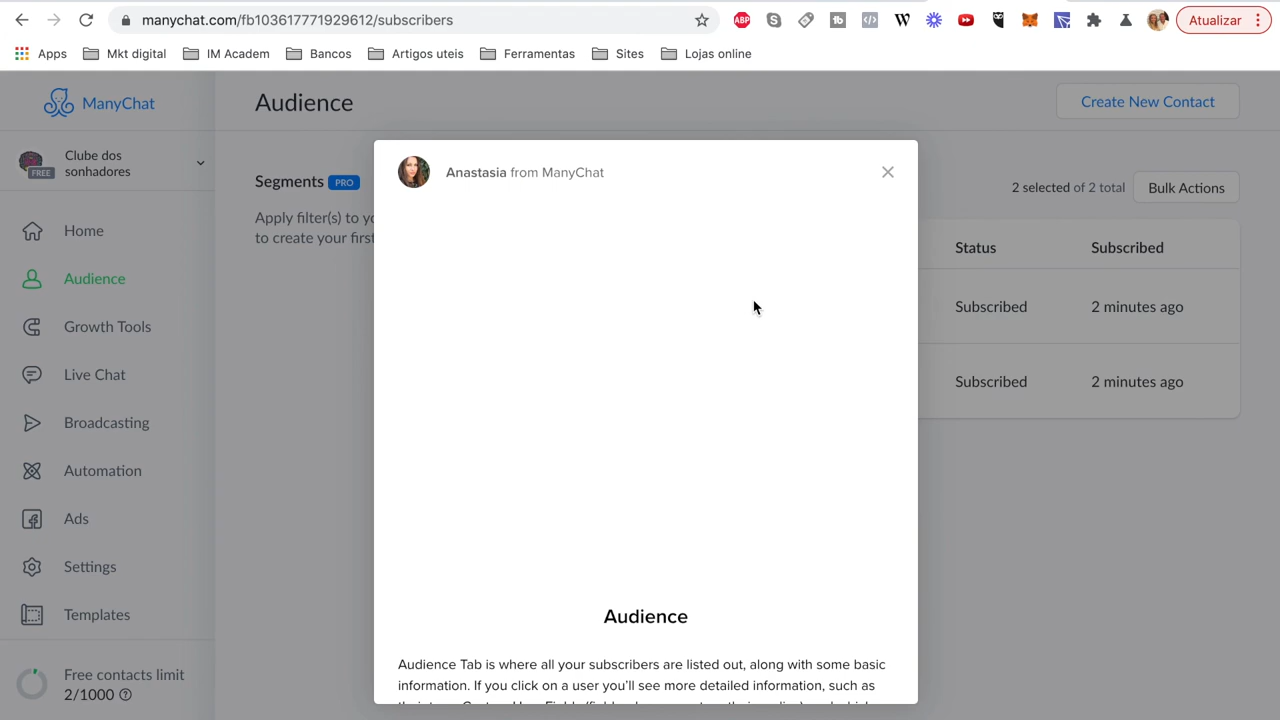 manychat.com/fb103617771929612/subscribers
ABP
Atualizar
Apps
Mkt digital
IM Academ
Bancos
Artigos uteis
Ferramentas
Sites
Lojas online
ManyChat
Audience
Create New Contact
FREE
Clube dos
sonhadores
Home
Audience
Growth Tools
Live Chat
Broadcasting
Automation
Ads
Settings
Templates
Free contacts limit
2/1000
Segments PRO
Apply filter(s) to
to create your first
2 selected of 2 total
Bulk Actions
Status Subscribed
Subscribed 2 minutes ago
Subscribed 2 minutes ago
Anastasia from ManyChat
Audience
Audience Tab is where all your subscribers are listed out, along with some basic
information. If you click on a user you'll see more detailed information, such as